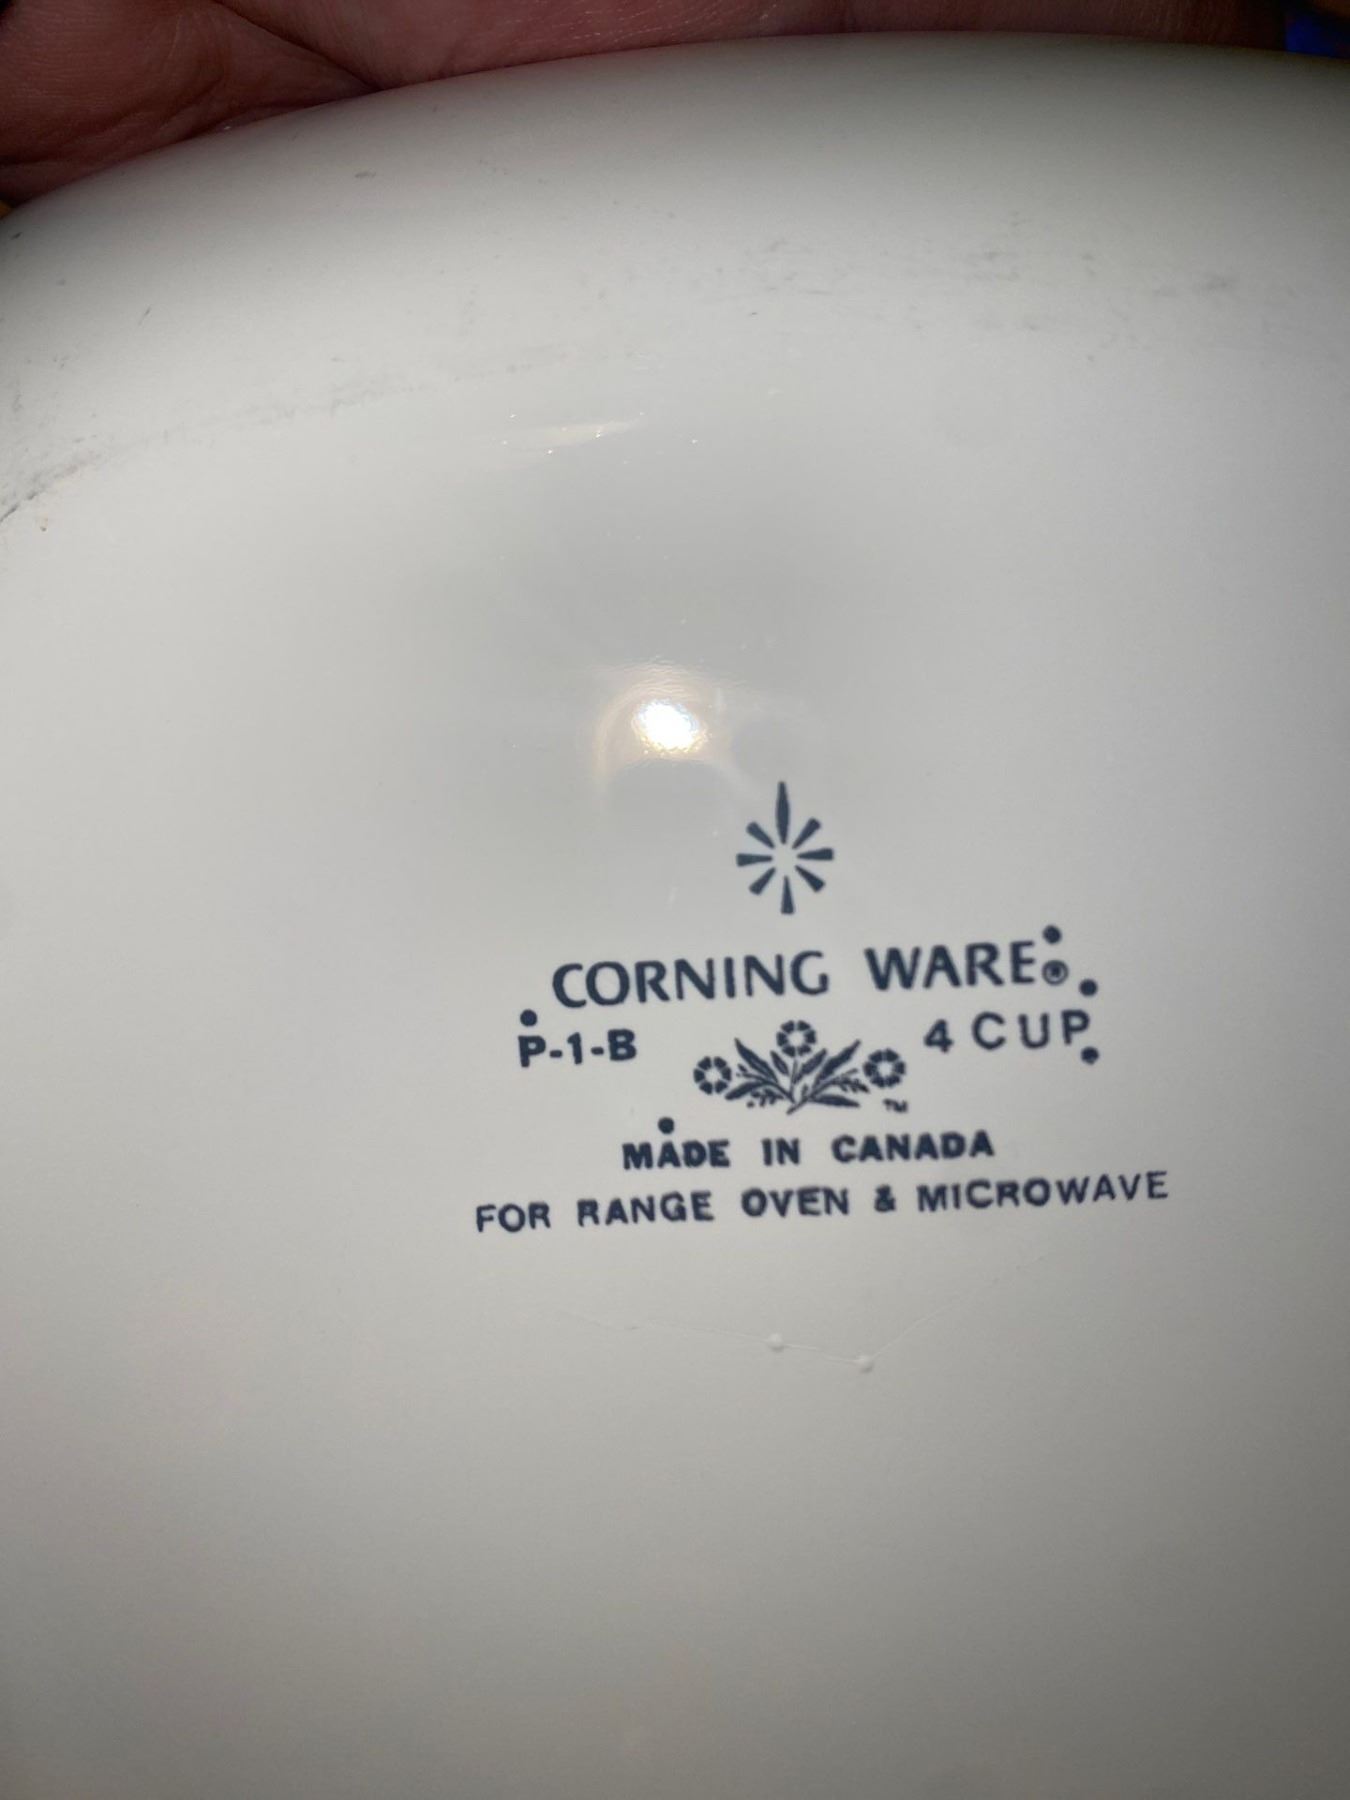 CORNING WARE®
P-1-B 4 CUP
TM
MADE IN CANADA
FOR RANGE OVEN & MICROWAVE